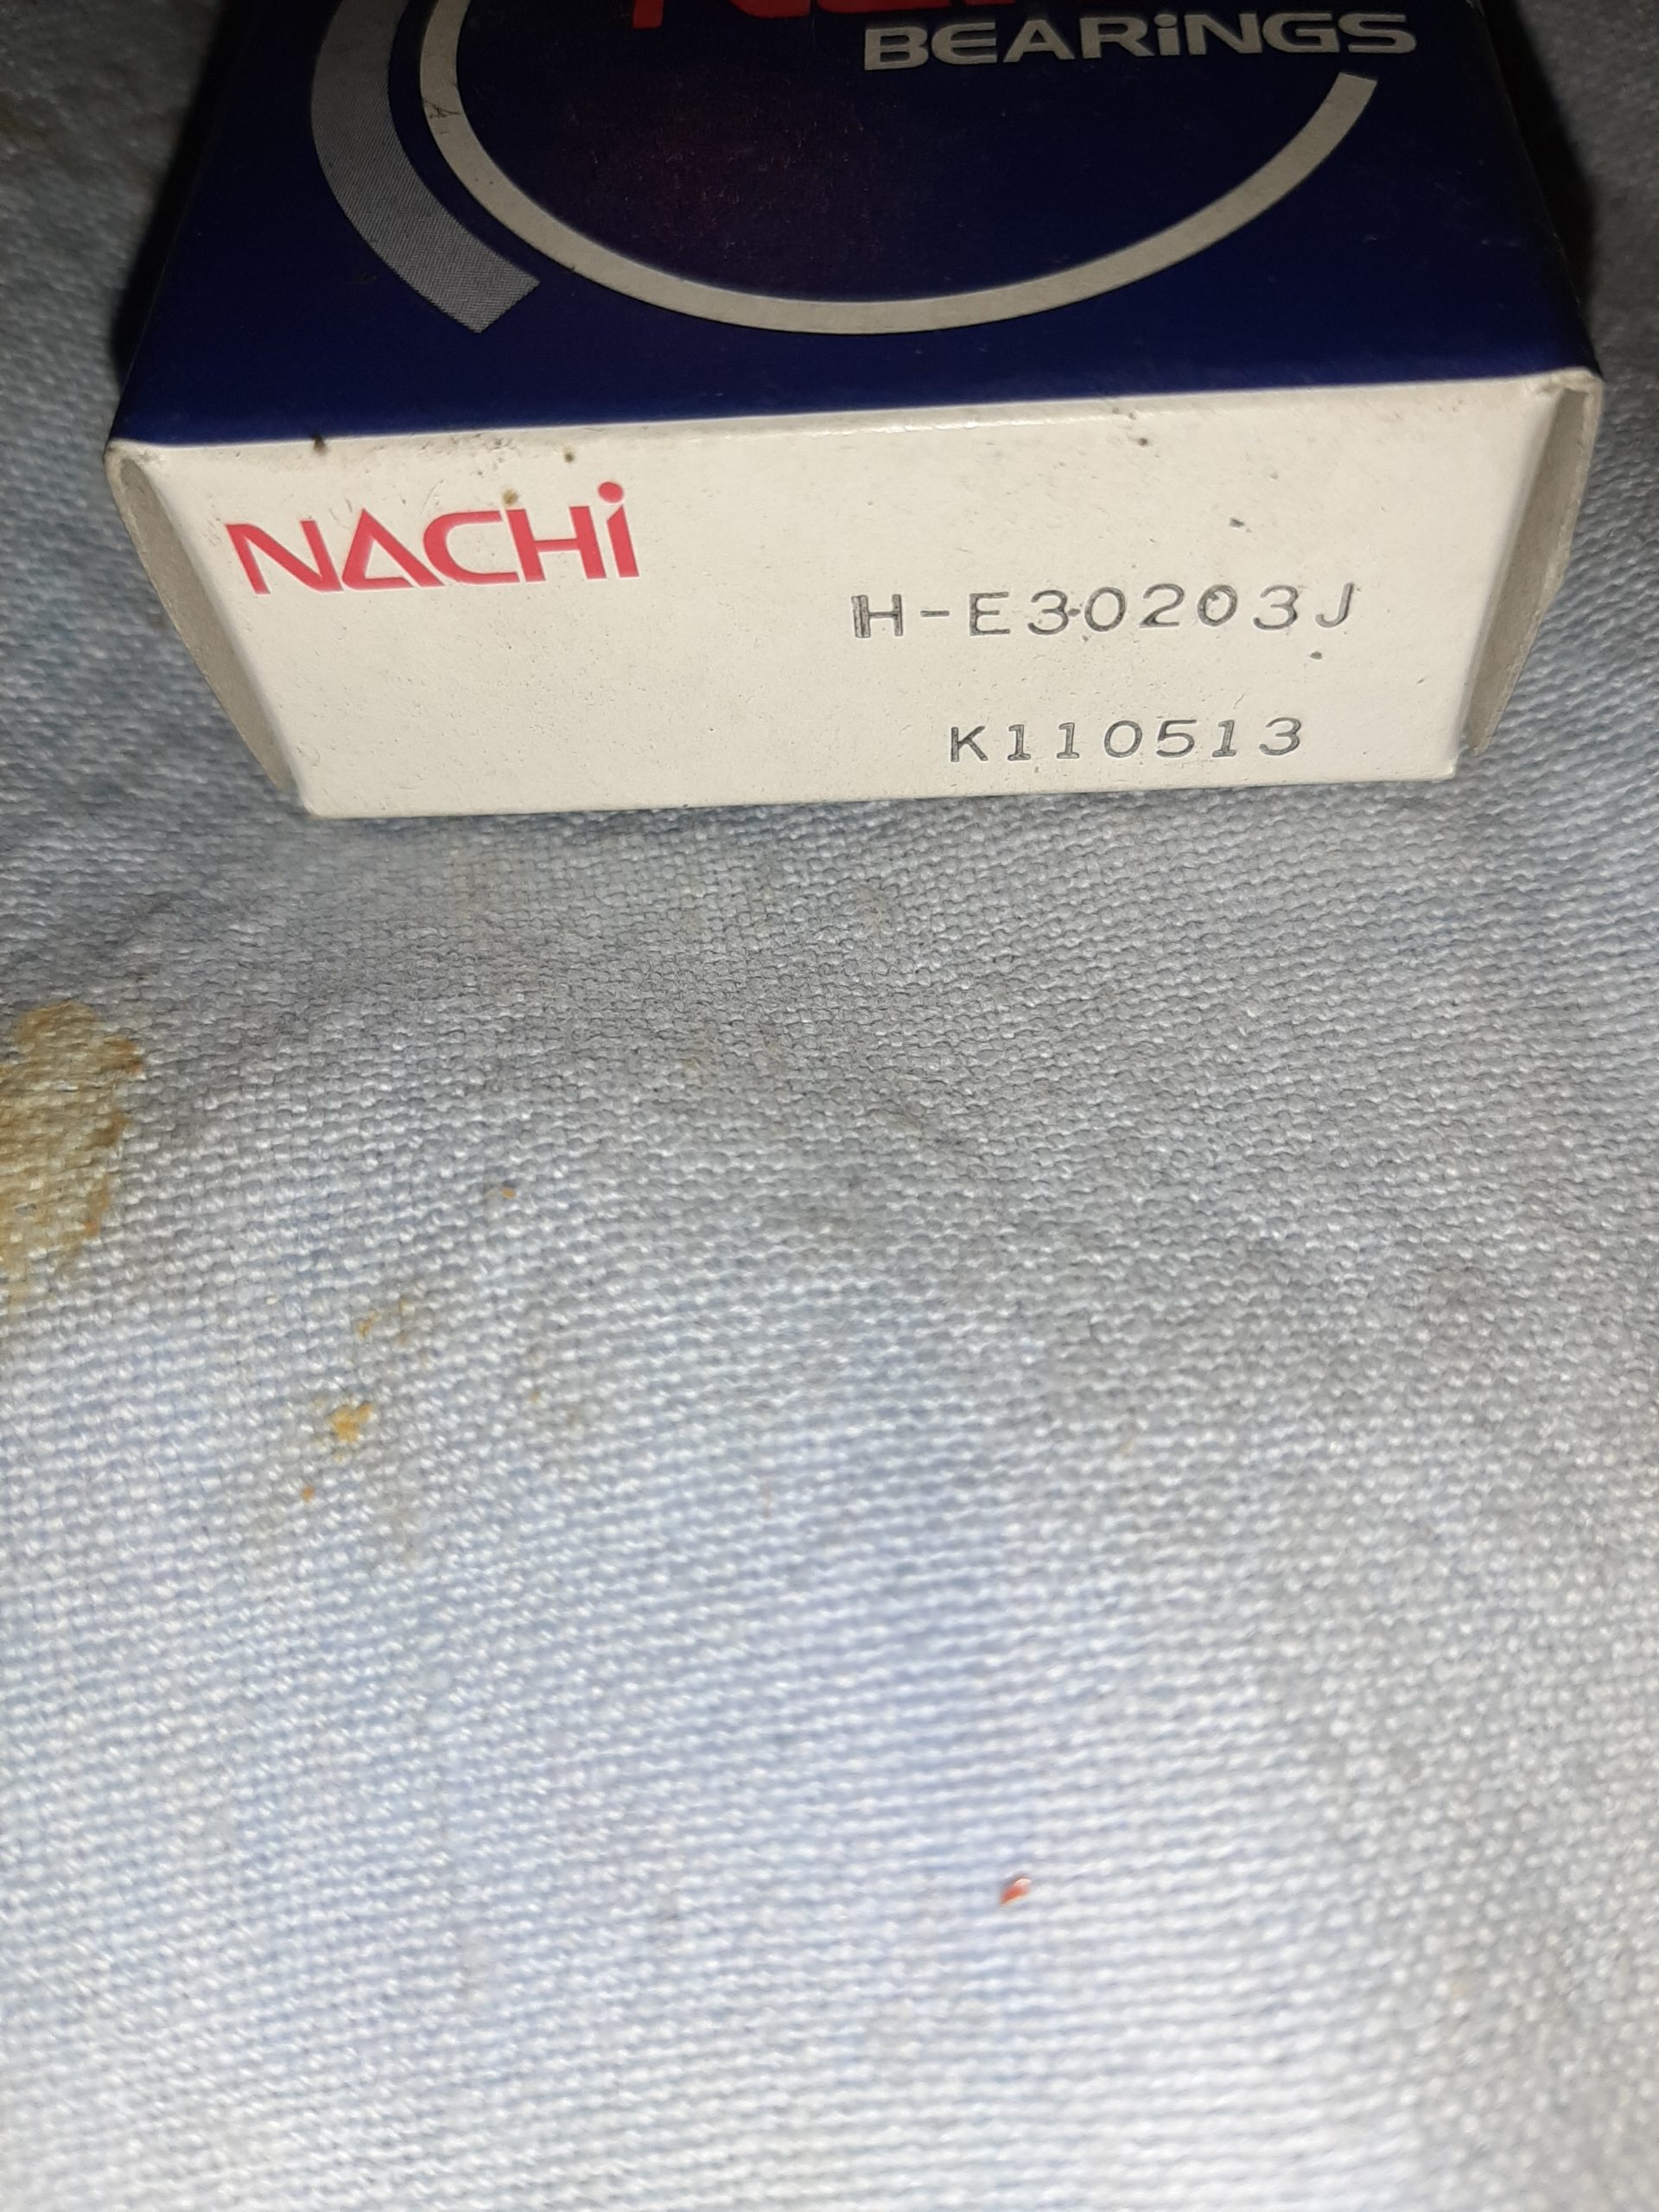 BEARiNGS
NACHi
H-E30203J
K110513